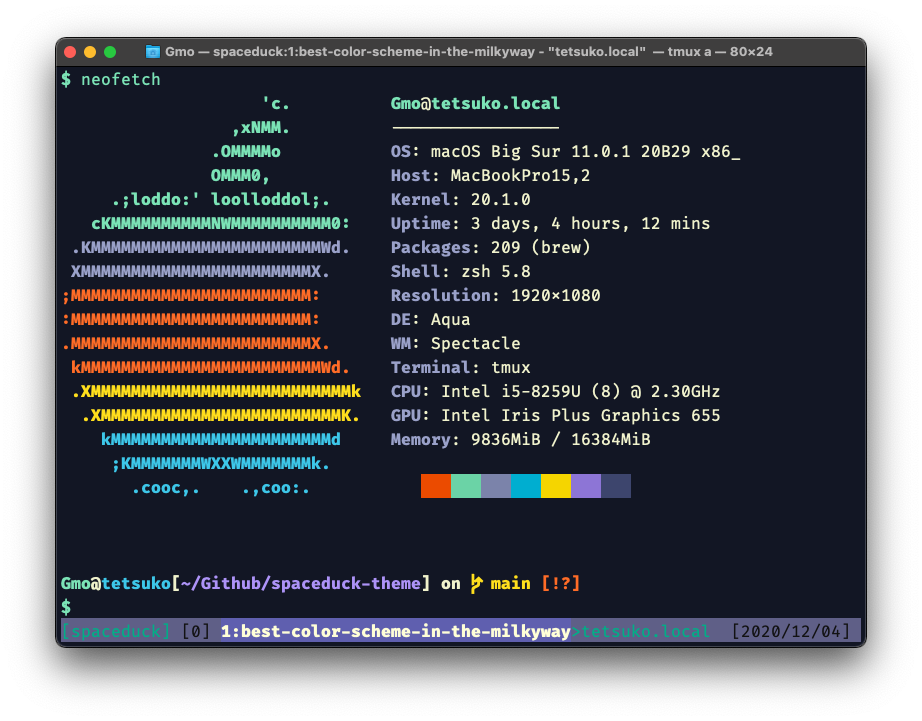 Gmo — spaceduck:1:best-color-scheme-in-the-milkyway - "tetsuko.local" — tmux a — 80×24
$ neofetch
'c.
,xNMM.
.OMMMMo
OMMM0,
.;loddo:' loolloddol;.
cKMMMMMMMMMMNWMMMMMMMMMM0:
.KMMMMMMMMMMMMMMMMMMMMMMMWd.
XMMMMMMMMMMMMMMMMMMMMMMMX.
;MMMMMMMMMMMMMMMMMMMMMMMM:
:MMMMMMMMMMMMMMMMMMMMMMMM:
.MMMMMMMMMMMMMMMMMMMMMMMMX.
kMMMMMMMMMMMMMMMMMMMMMMMMWd.
.XMMMMMMMMMMMMMMMMMMMMMMMMMMk
.XMMMMMMMMMMMMMMMMMMMMMMMMK.
kMMMMMMMMMMMMMMMMMMMMMMd
;KMMMMMMMWXXWMMMMMMMk.
.cooc,. .,coo:.
Gmo@tetsuko.local
-----------------
OS: macOS Big Sur 11.0.1 20B29 x86_
Host: MacBookPro15,2
Kernel: 20.1.0
Uptime: 3 days, 4 hours, 12 mins
Packages: 209 (brew)
Shell: zsh 5.8
Resolution: 1920×1080
DE: Aqua
WM: Spectacle
Terminal: tmux
CPU: Intel i5-8259U (8) @ 2.30GHz
GPU: Intel Iris Plus Graphics 655
Memory: 9836MiB / 16384MiB
Gmo@tetsuko[~/Github/spaceduck-theme] on main [!?]
$
[spaceduck] [0] 1:best-color-scheme-in-the-milkyway>tetsuko.local [2020/12/04]